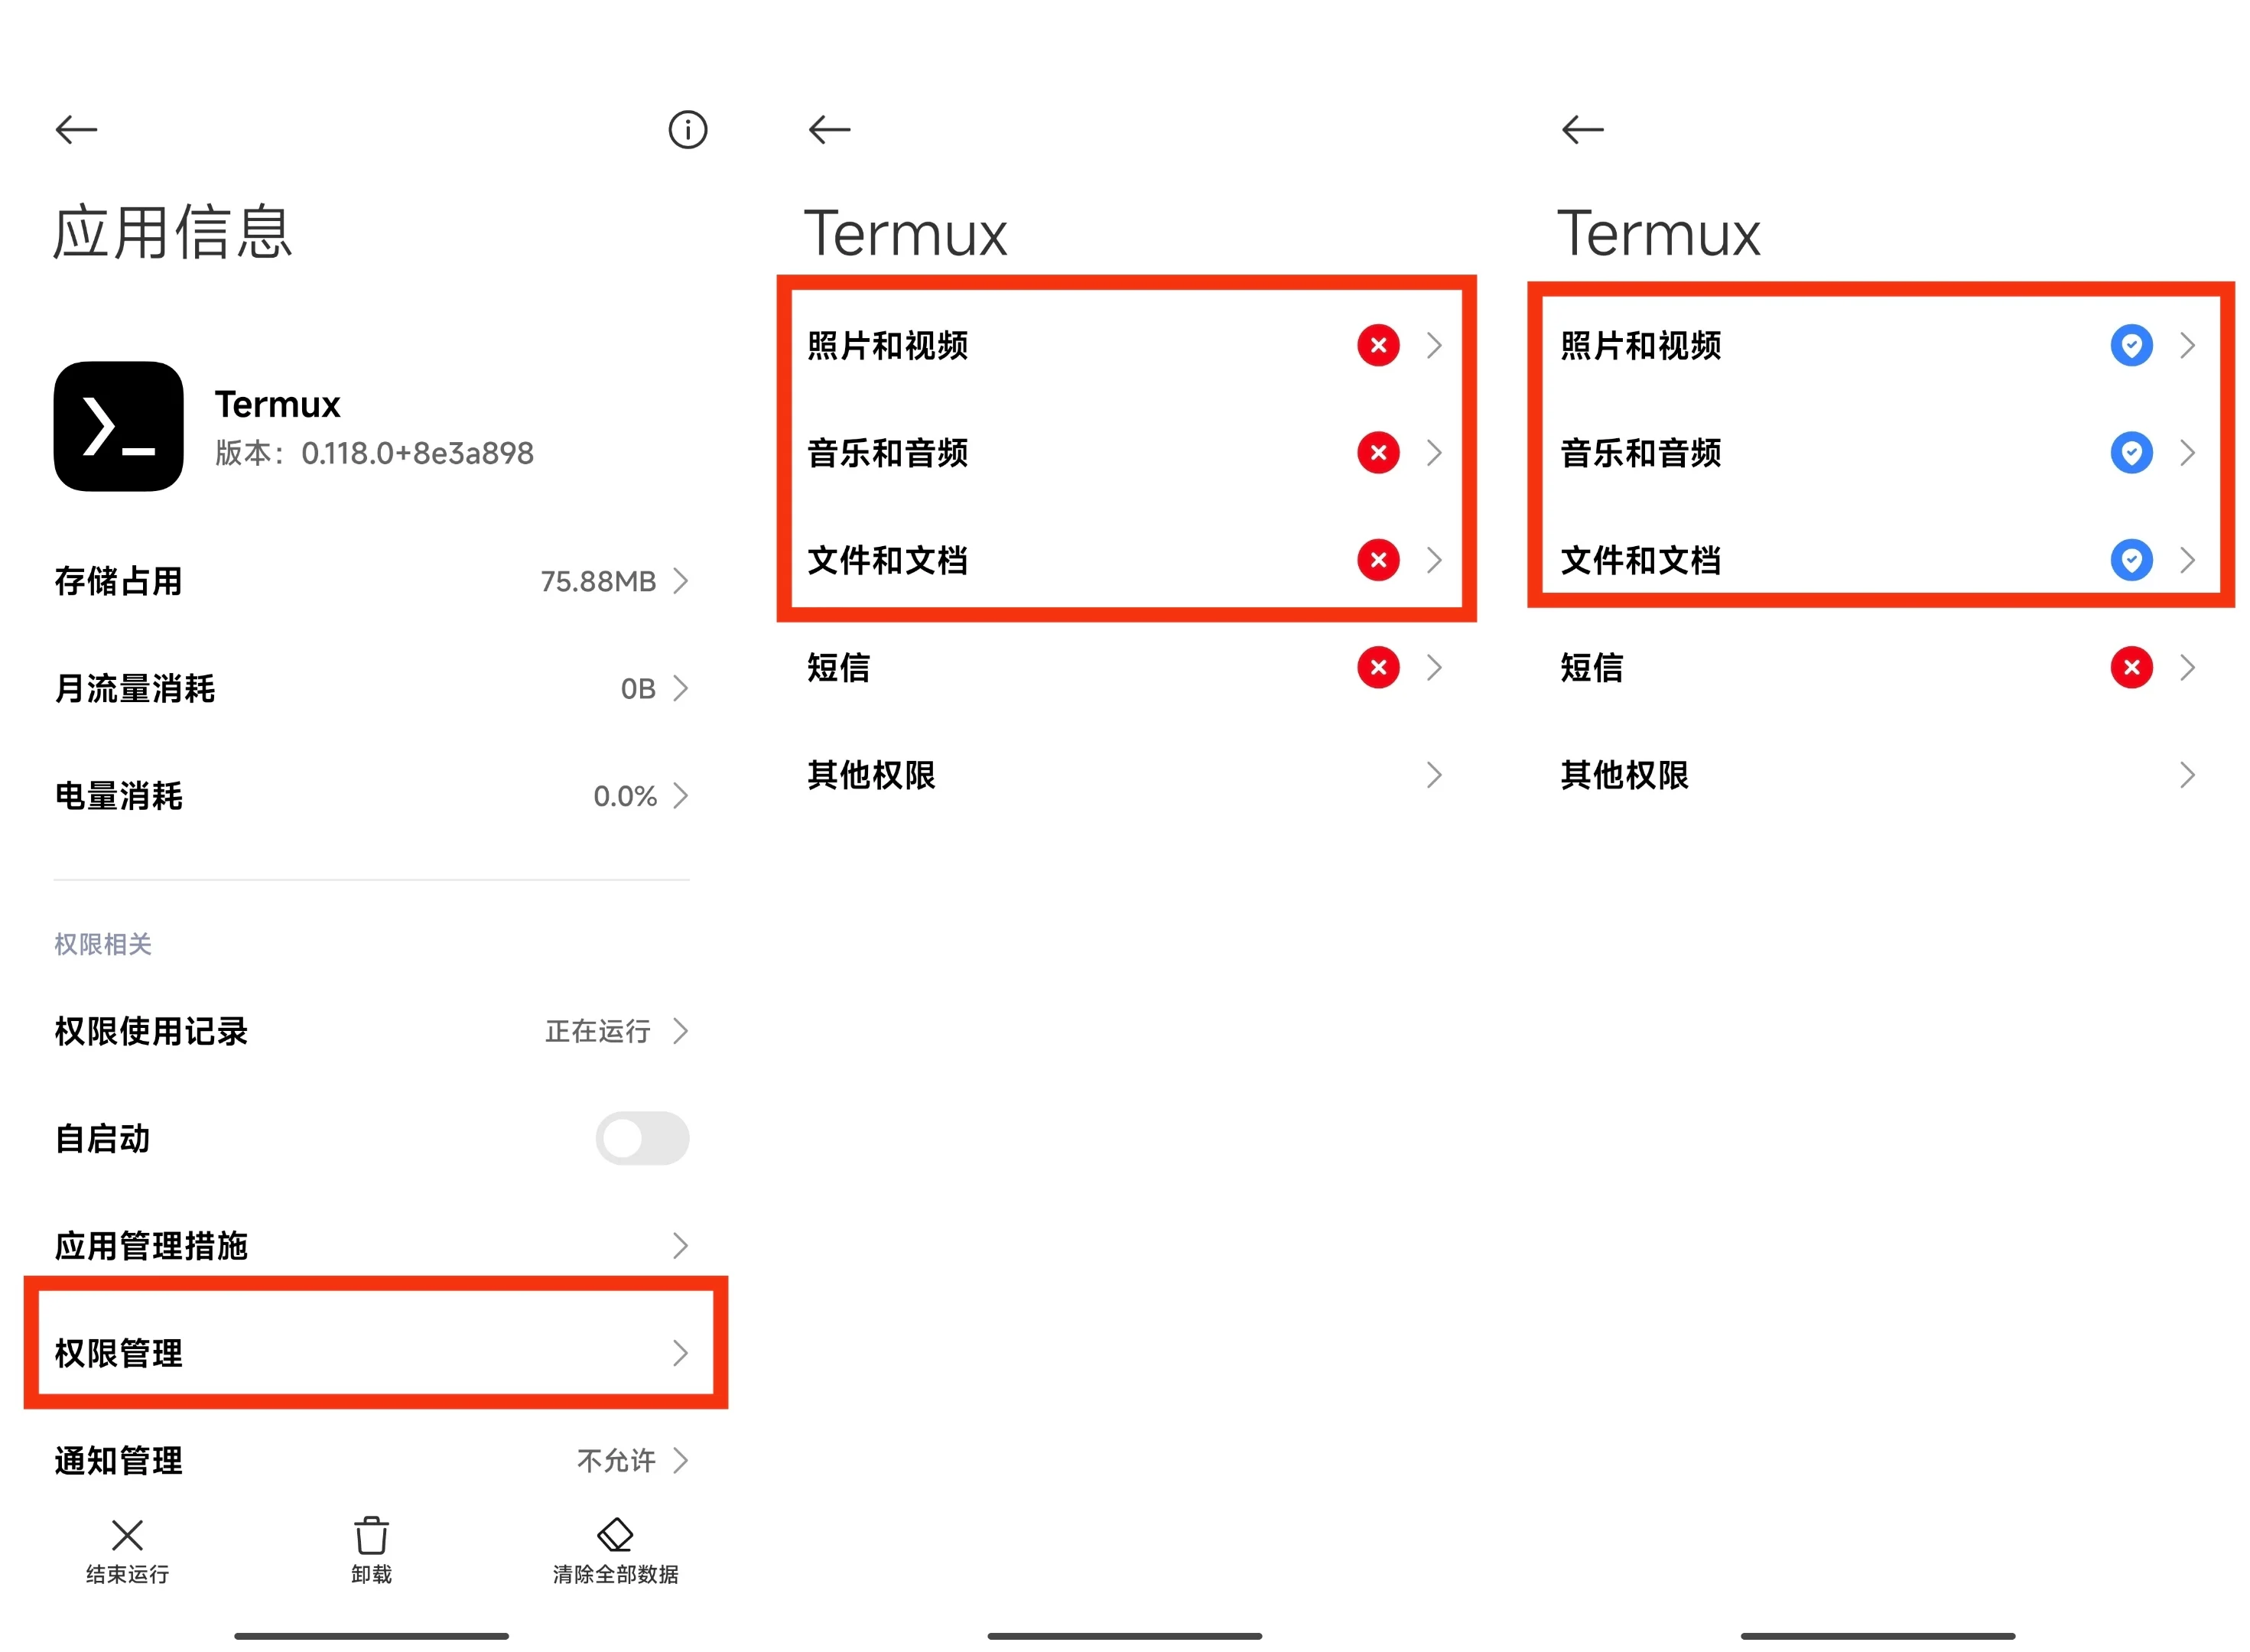 应用信息
Termux
版本：0.118.0+8e3a898
存储占用 75.88MB
月流量消耗 0B
电量消耗 0.0%
权限相关
权限使用记录 正在运行
自启动
应用管理措施
权限管理
通知管理 不允许
结束运行 卸载 清除全部数据
Termux
照片和视频
音乐和音频
文件和文档
短信
其他权限
Termux
照片和视频
音乐和音频
文件和文档
短信
其他权限